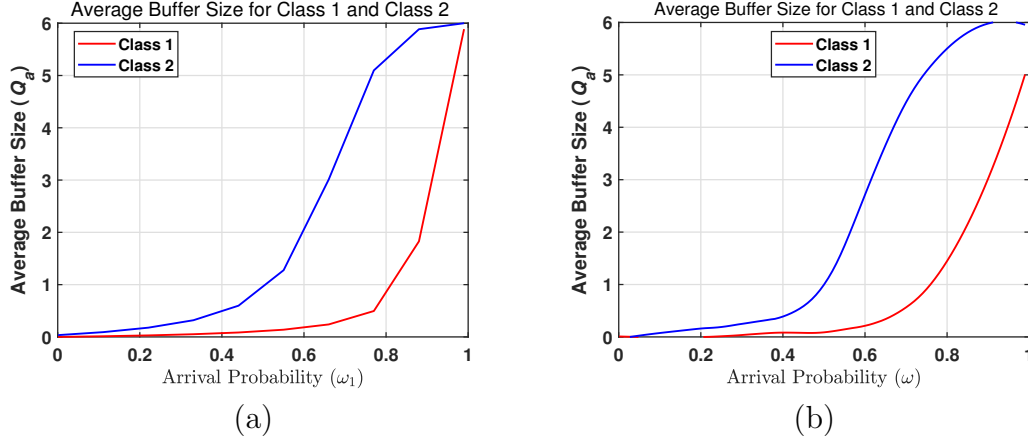 Average Buffer Size for Class 1 and Class 2
Class 1
Class 2
Average Buffer Size (Qa)
6
5
4
3
2
1
0
0 0.2 0.4 0.6 0.8 1
Arrival Probability (ω1)
(a)
Average Buffer Size for Class 1 and Class 2
Class 1
Class 2
Average Buffer Size (Qa)
6
5
4
3
2
1
0
0 0.2 0.4 0.6 0.8 1
Arrival Probability (ω)
(b)